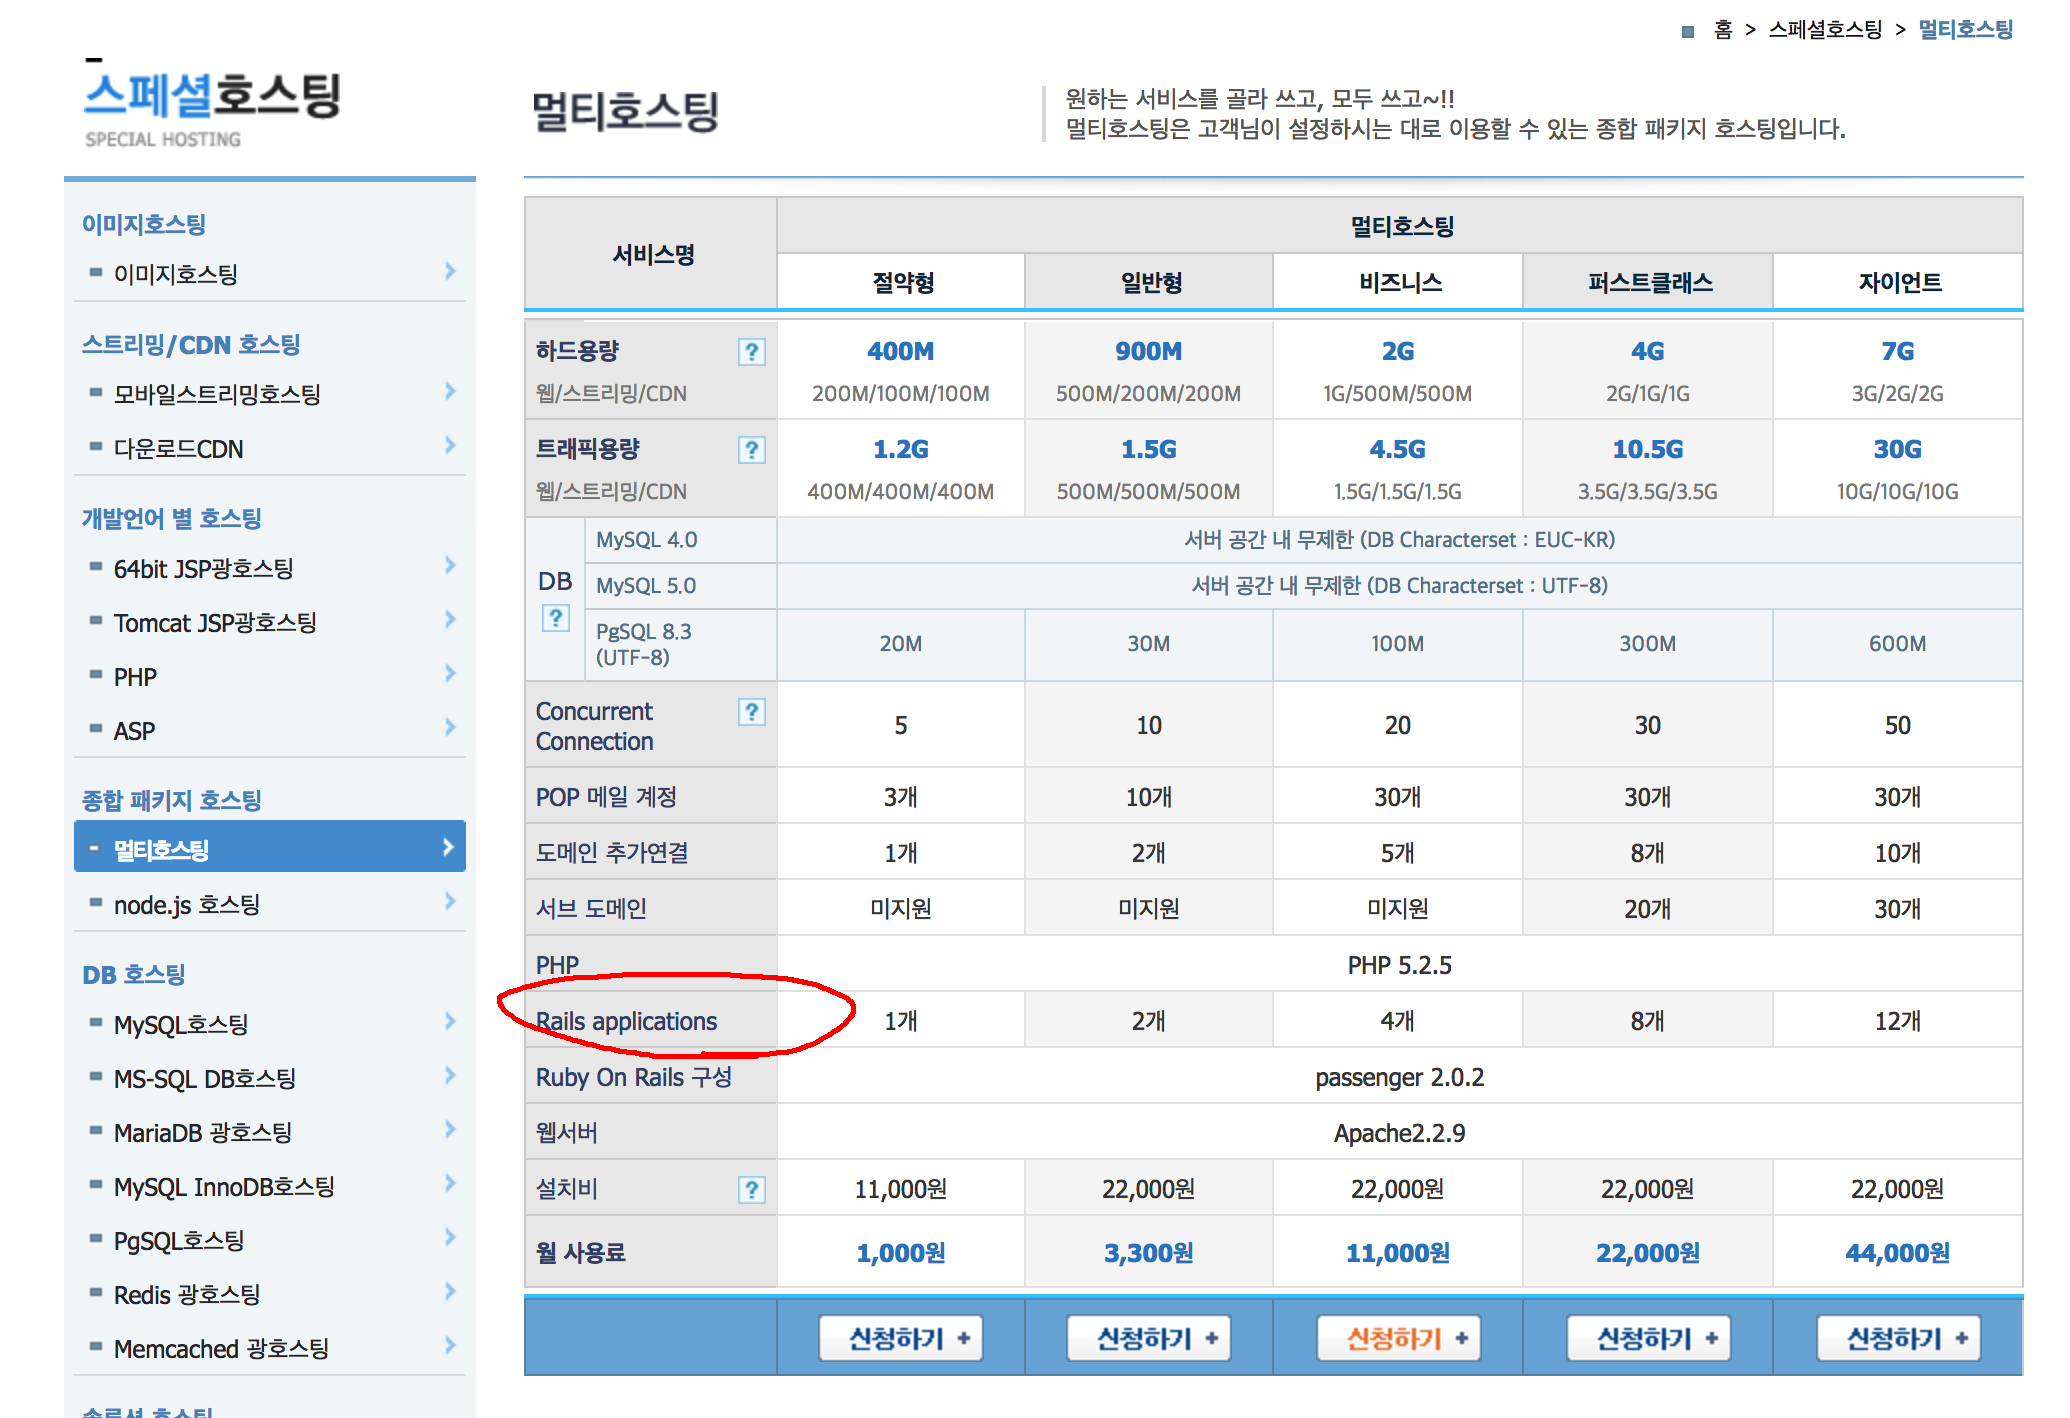 홈 > 스페셜호스팅 > 멀티호스팅
스페셜호스팅
SPECIAL HOSTING
이미지호스팅
이미지호스팅
스트리밍/CDN 호스팅
모바일스트리밍호스팅
다운로드CDN
개발언어 별 호스팅
64bit JSP광호스팅
Tomcat JSP광호스팅
PHP
ASP
종합 패키지 호스팅
멀티호스팅
node.js 호스팅
DB 호스팅
MySQL호스팅
MS-SQL DB호스팅
MariaDB 광호스팅
MySQL InnoDB호스팅
PgSQL호스팅
Redis 광호스팅
Memcached 광호스팅
솔루션 호스팅
멀티호스팅
원하는 서비스를 골라 쓰고, 모두 쓰고~!!
멀티호스팅은 고객님이 설정하시는 대로 이용할 수 있는 종합 패키지 호스팅입니다.
서비스명 멀티호스팅
절약형 일반형 비즈니스 퍼스트클래스 자이언트
하드용량 ? 400M 900M 2G 4G 7G
웹/스트리밍/CDN 200M/100M/100M 500M/200M/200M 1G/500M/500M 2G/1G/1G 3G/2G/2G
트래픽용량 ? 1.2G 1.5G 4.5G 10.5G 30G
웹/스트리밍/CDN 400M/400M/400M 500M/500M/500M 1.5G/1.5G/1.5G 3.5G/3.5G/3.5G 10G/10G/10G
DB ?
MySQL 4.0 서버 공간 내 무제한 (DB Characterset : EUC-KR)
MySQL 5.0 서버 공간 내 무제한 (DB Characterset : UTF-8)
PgSQL 8.3
(UTF-8) 20M 30M 100M 300M 600M
Concurrent ?
Connection 5 10 20 30 50
POP 메일 계정 3개 10개 30개 30개 30개
도메인 추가연결 1개 2개 5개 8개 10개
서브 도메인 미지원 미지원 미지원 20개 30개
PHP PHP 5.2.5
Rails applications 1개 2개 4개 8개 12개
Ruby On Rails 구성 passenger 2.0.2
웹서버 Apache2.2.9
설치비 ? 11,000원 22,000원 22,000원 22,000원 22,000원
월 사용료 1,000원 3,300원 11,000원 22,000원 44,000원
신청하기 + 신청하기 + 신청하기 + 신청하기 + 신청하기 +